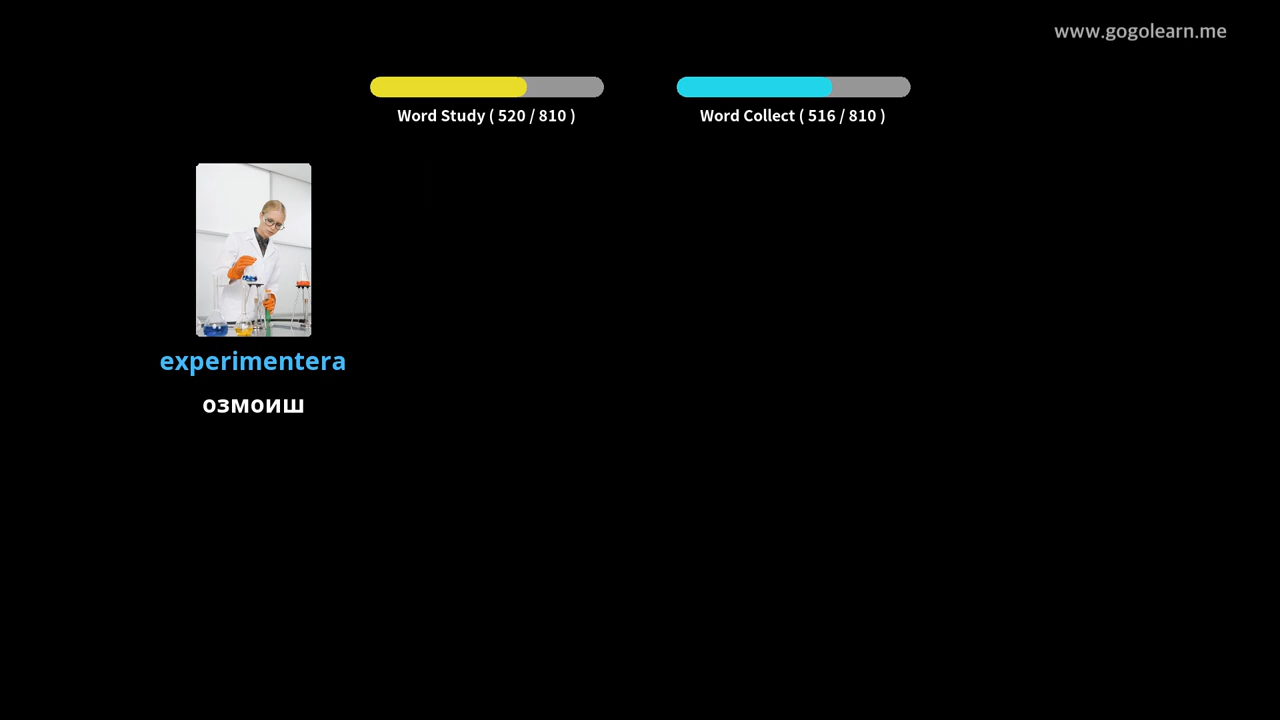 www.gogolearn.me
Word Study ( 520 / 810 )
Word Collect ( 516 / 810 )
experimentera
озмоиш